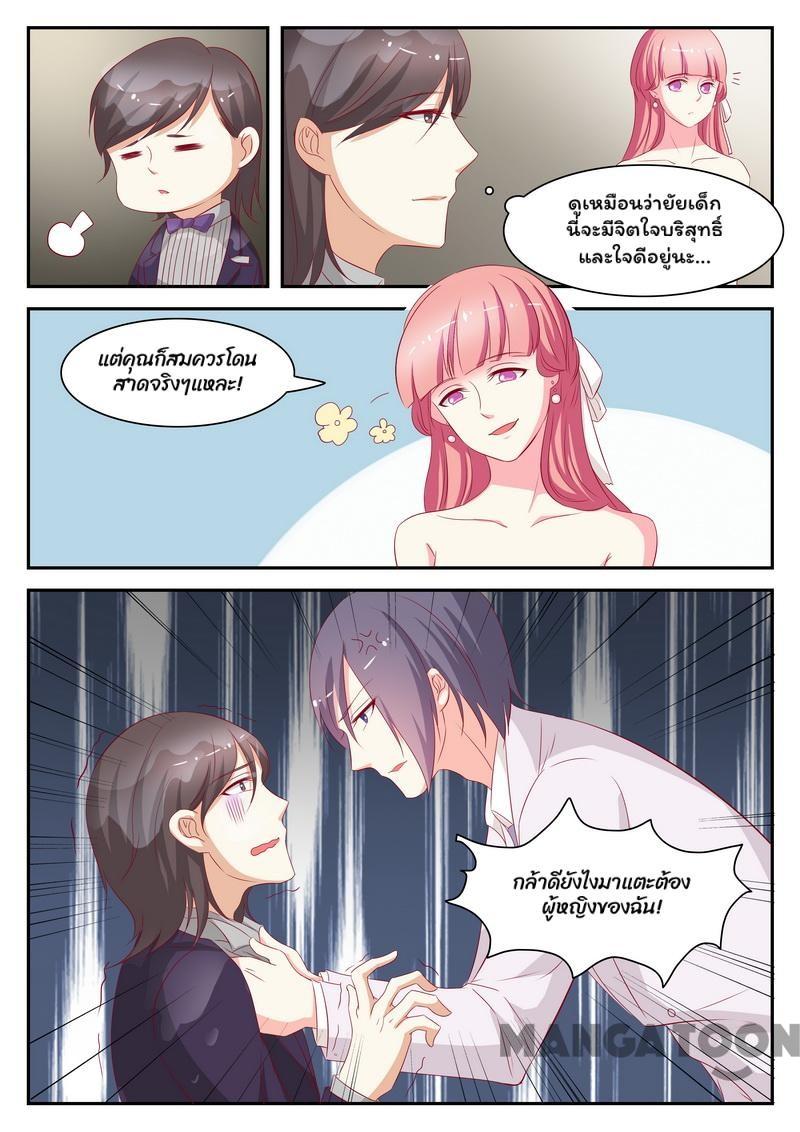 ดูเหมือนว่ายัยเด็ก
นี่จะมีจิตใจบริสุทธิ์
และใจดีอยู่นะ...
แต่คุณก็สมควรโดน
สาดจริงๆแหละ!
กล้าดียังไงมาแตะต้อง
ผู้หญิงของฉัน!
MANGATOON